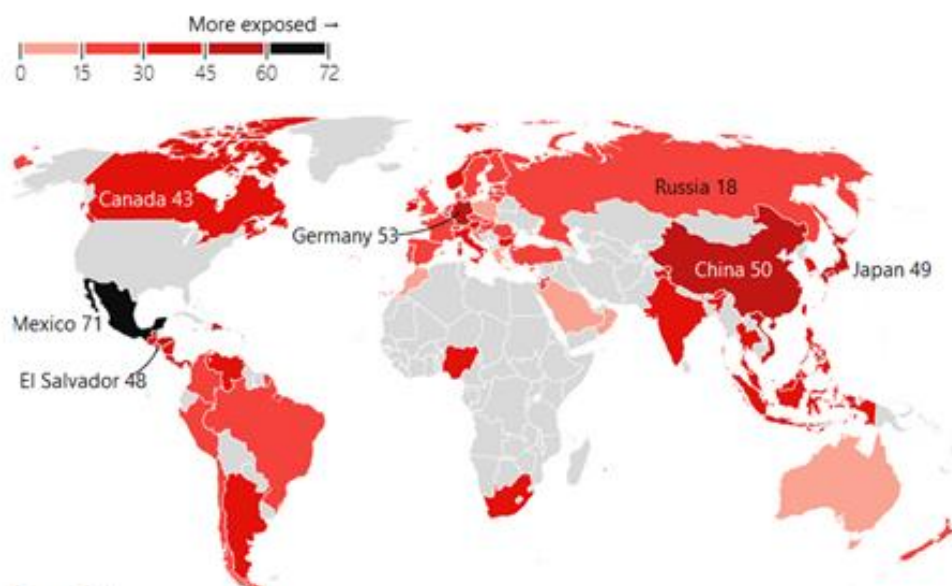 More exposed →
0 15 30 45 60 72
Canada 43
Russia 18
Germany 53
China 50
Japan 49
Mexico 71
El Salvador 48